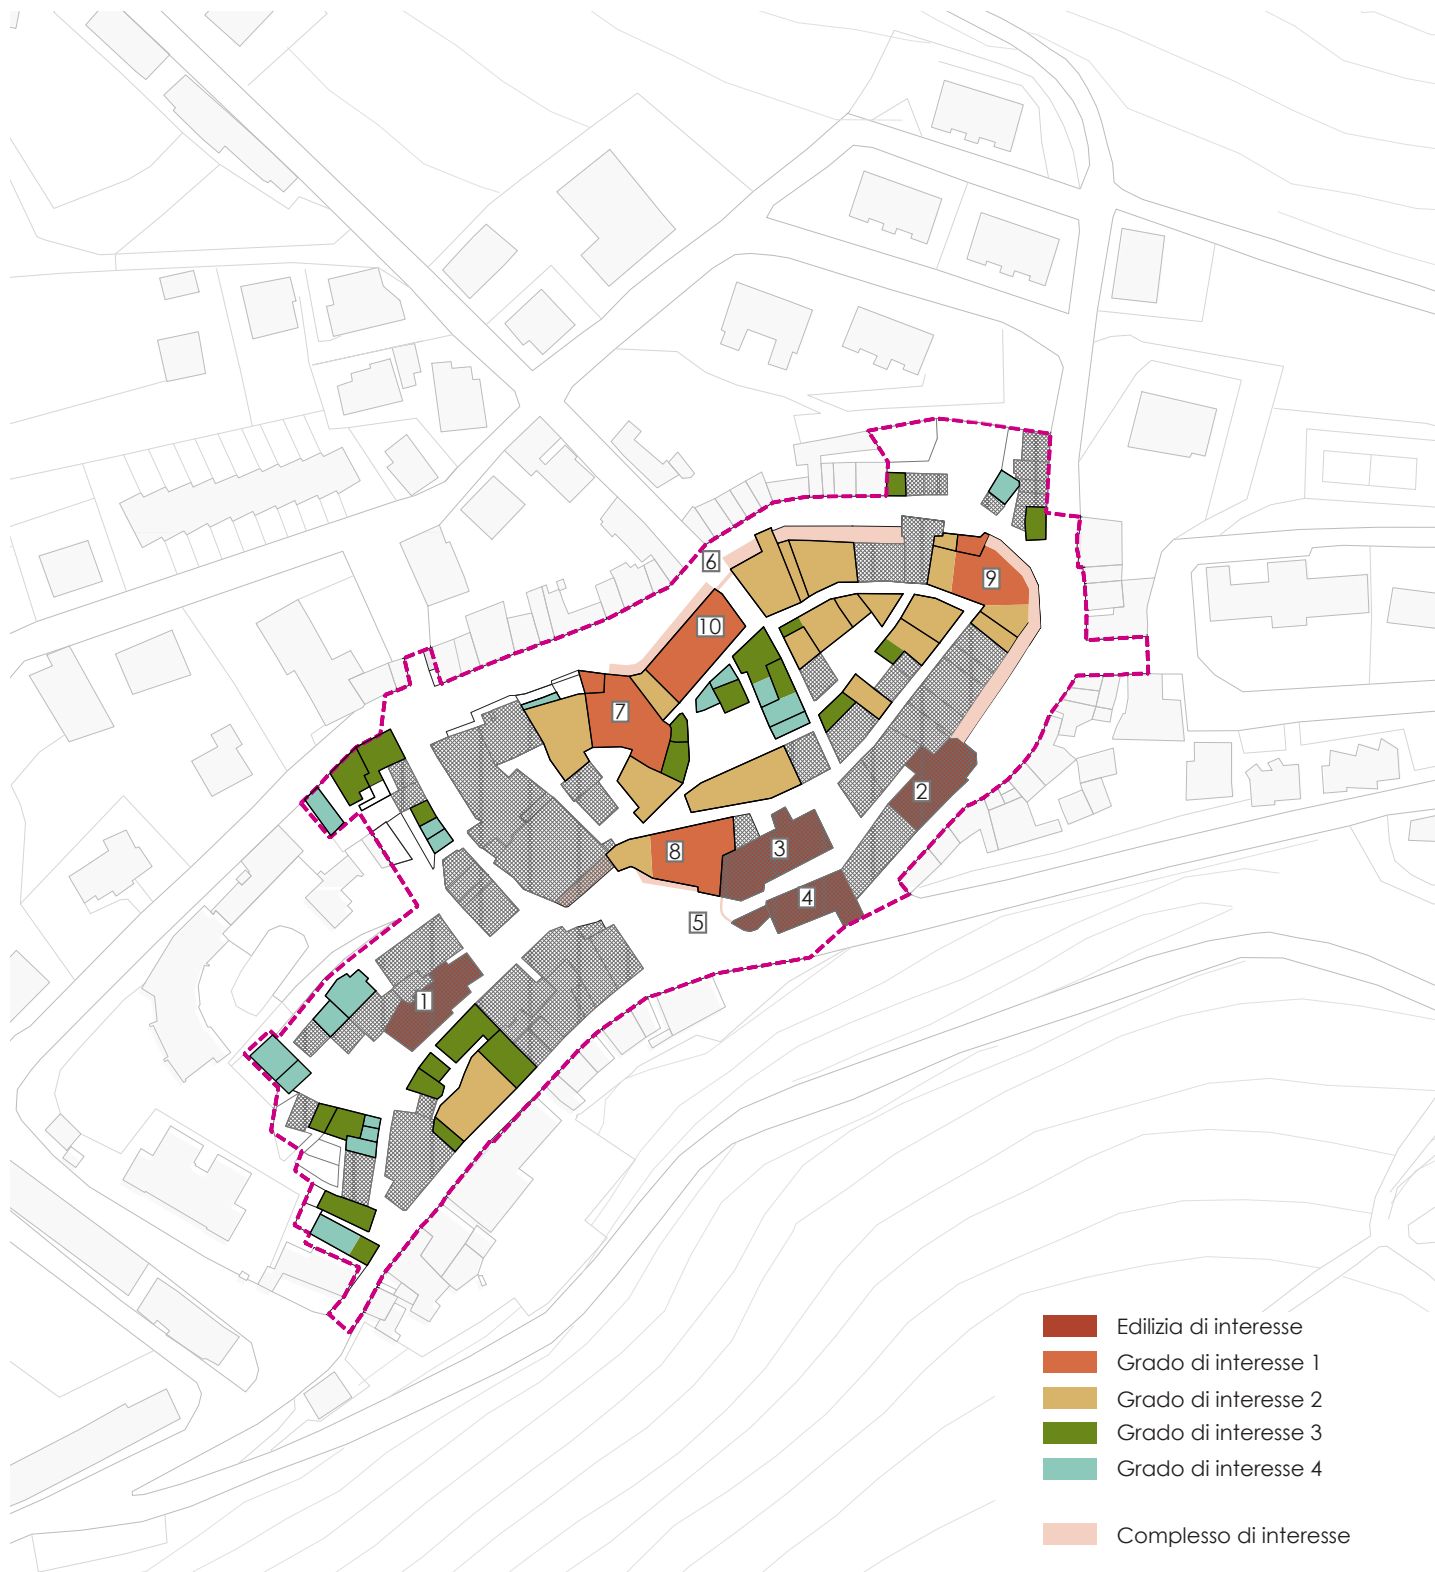 6
9
10
7
2
8
3
4
5
1
Edilizia di interesse
Grado di interesse 1
Grado di interesse 2
Grado di interesse 3
Grado di interesse 4
Complesso di interesse